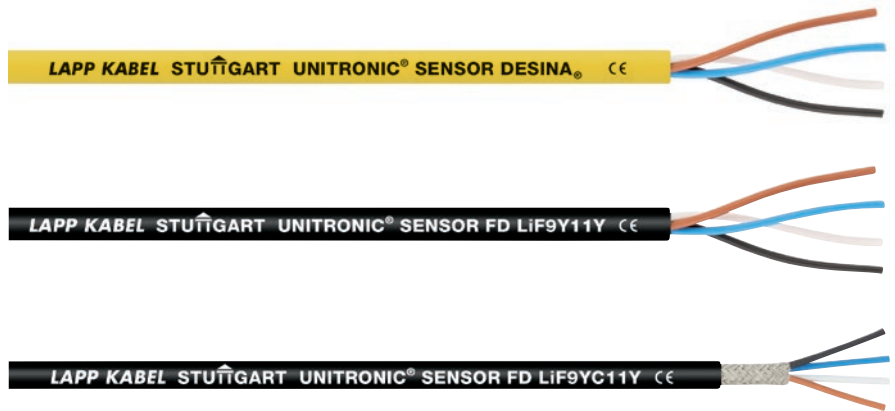 LAPP KABEL STUTTGART UNITRONIC® SENSOR DESINA® CE
LAPP KABEL STUTTGART UNITRONIC® SENSOR FD LiF9Y11Y CE
LAPP KABEL STUTTGART UNITRONIC® SENSOR FD LiF9YC11Y CE